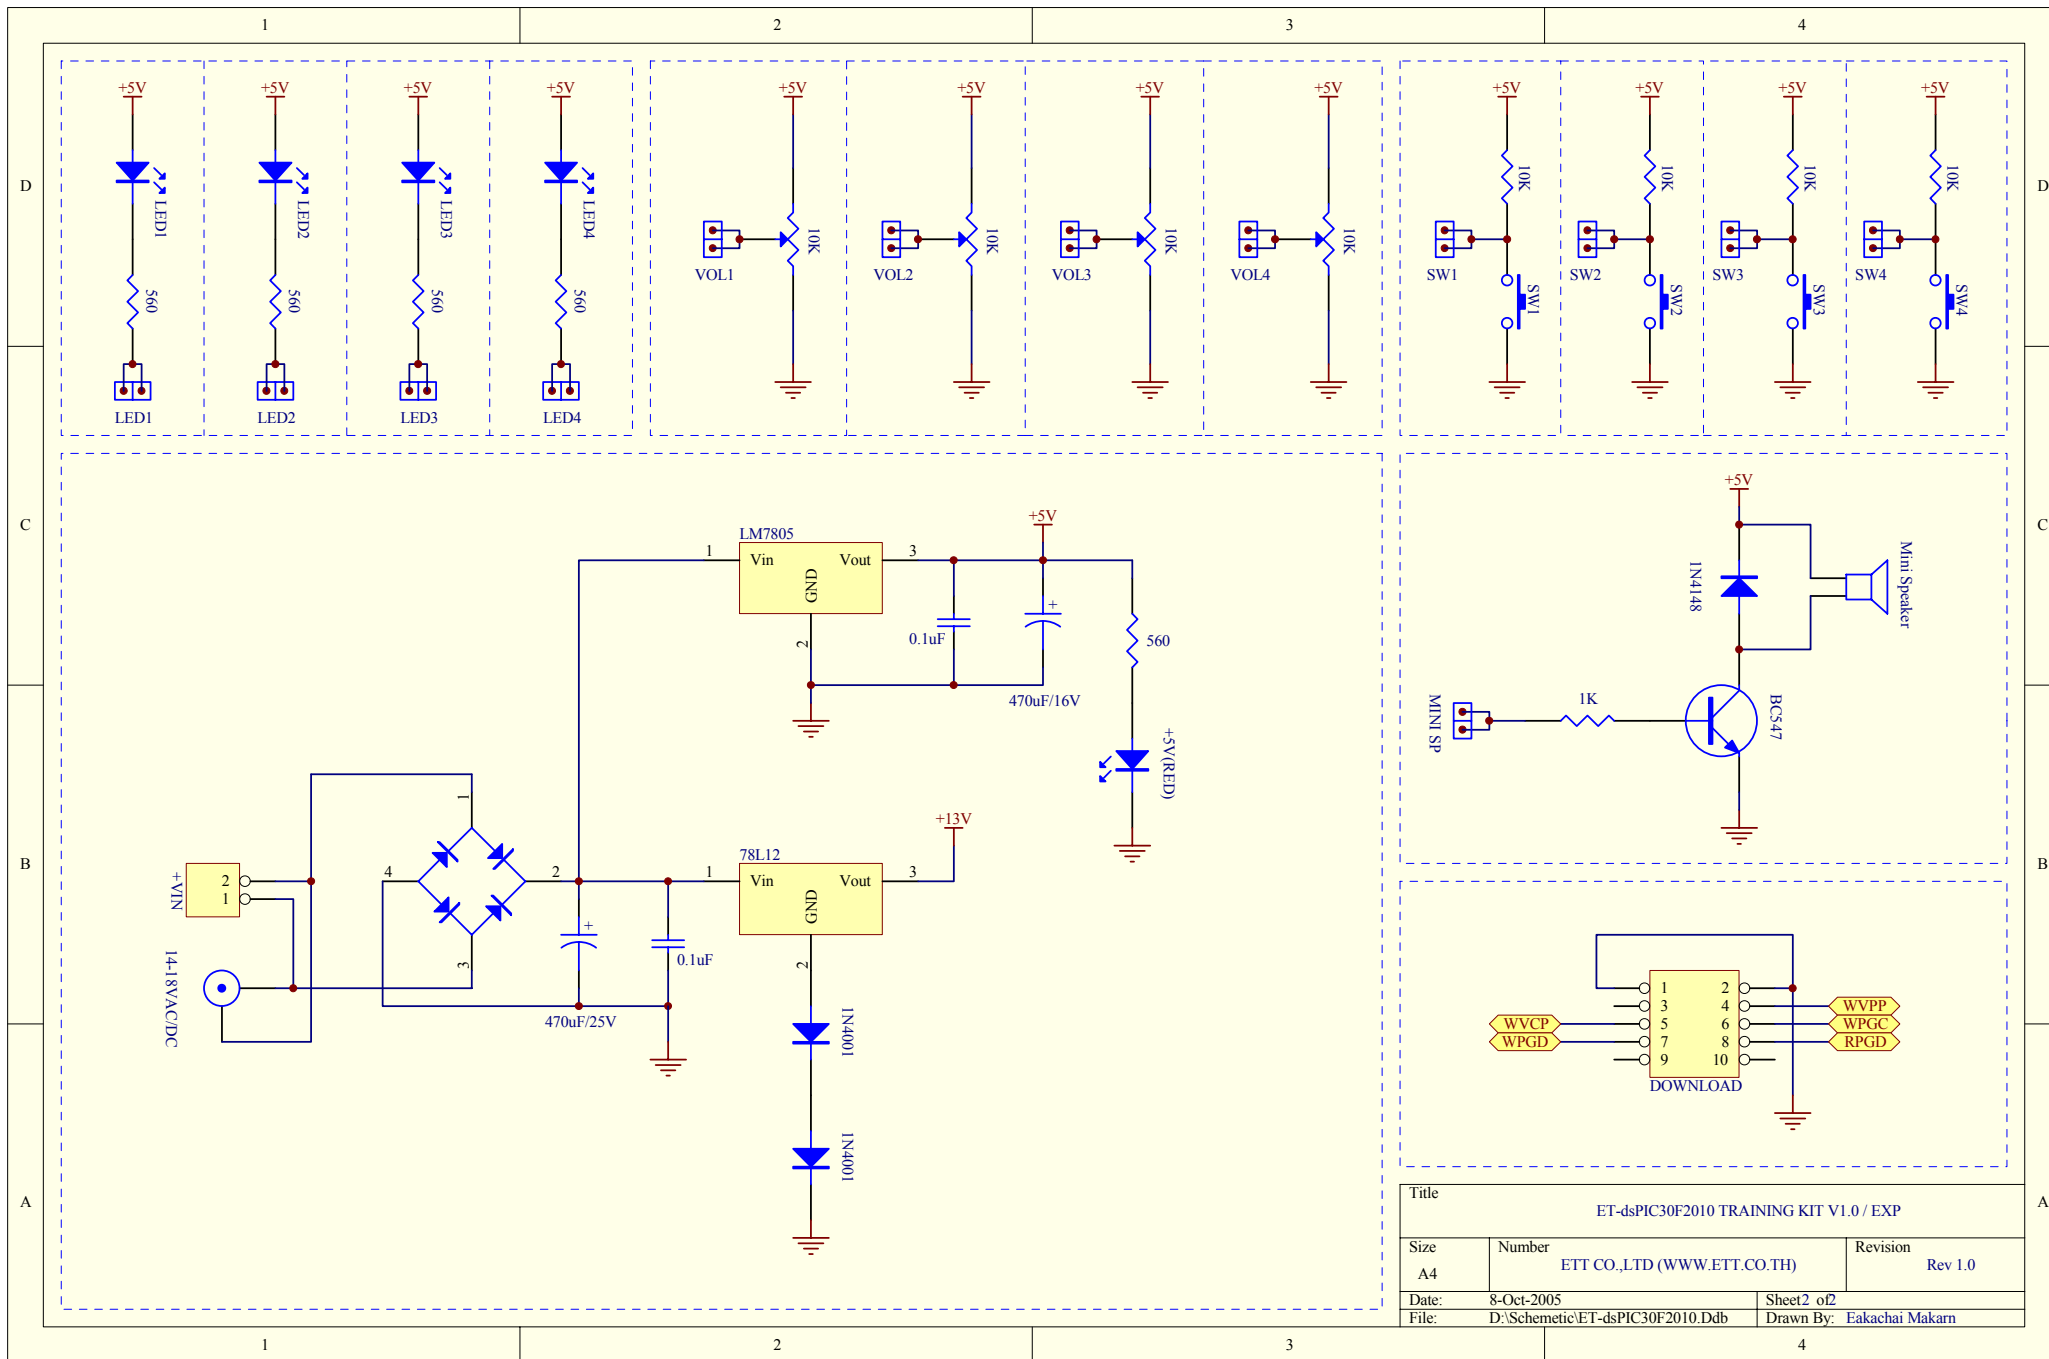 1 2 3 4
D D
C C
B B
A A
+5V +5V +5V +5V
LED1 LED2 LED3 LED4
560 560 560 560
LED1 LED2 LED3 LED4
+5V +5V +5V +5V
10K 10K 10K 10K
VOL1 VOL2 VOL3 VOL4
+5V +5V +5V +5V
10K 10K 10K 10K
SW1 SW2 SW3 SW4
SW1 SW2 SW3 SW4
LM7805
1 Vin Vout 3
GND
2
+5V
0.1uF
+
470uF/16V
560
+5V(RED)
+VIN
2
1
14-18VAC/DC
1
4 2
3
+
470uF/25V
0.1uF
78L12
1 Vin Vout 3
GND
2
+13V
1N4001
1N4001
+5V
1N4148
Mini Speaker
MINI SP
1K
BC547
1 2
3 4 WVPP
WVCP 5 6 WPGC
WPGD 7 8 RPGD
9 10
DOWNLOAD
Title
ET-dsPIC30F2010 TRAINING KIT V1.0 / EXP
Size Number Revision
A4 ETT CO.,LTD (WWW.ETT.CO.TH) Rev 1.0
Date: 8-Oct-2005 Sheet2 of2
File: D:\Schemetic\ET-dsPIC30F2010.Ddb Drawn By: Eakachai Makarn
1 2 3 4